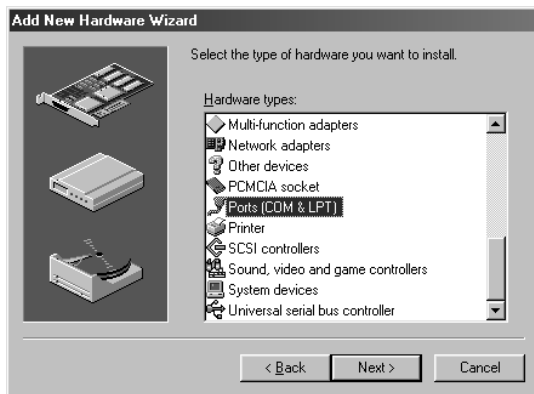 Add New Hardware Wizard
Select the type of hardware you want to install.
Hardware types:
Multi-function adapters
Network adapters
Other devices
PCMCIA socket
Ports (COM & LPT)
Printer
SCSI controllers
Sound, video and game controllers
System devices
Universal serial bus controller
< Back Next > Cancel